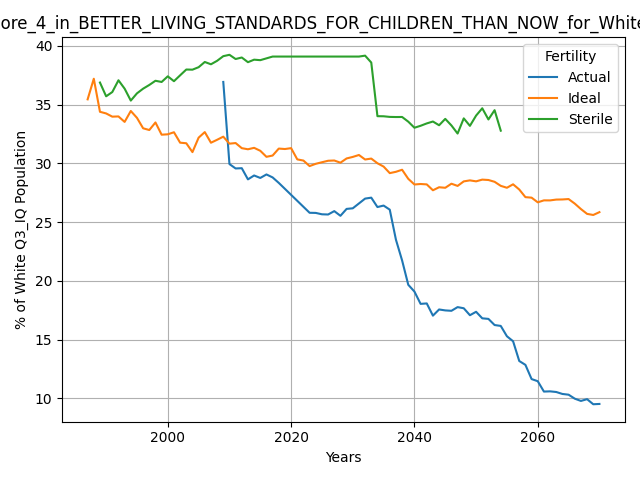 ore_4_in_BETTER_LIVING_STANDARDS_FOR_CHILDREN_THAN_NOW_for_White
40
35
30
25
20
15
10
% of White Q3_IQ Population
2000
2020
2040
2060
Years
Fertility
Actual
Ideal
Sterile